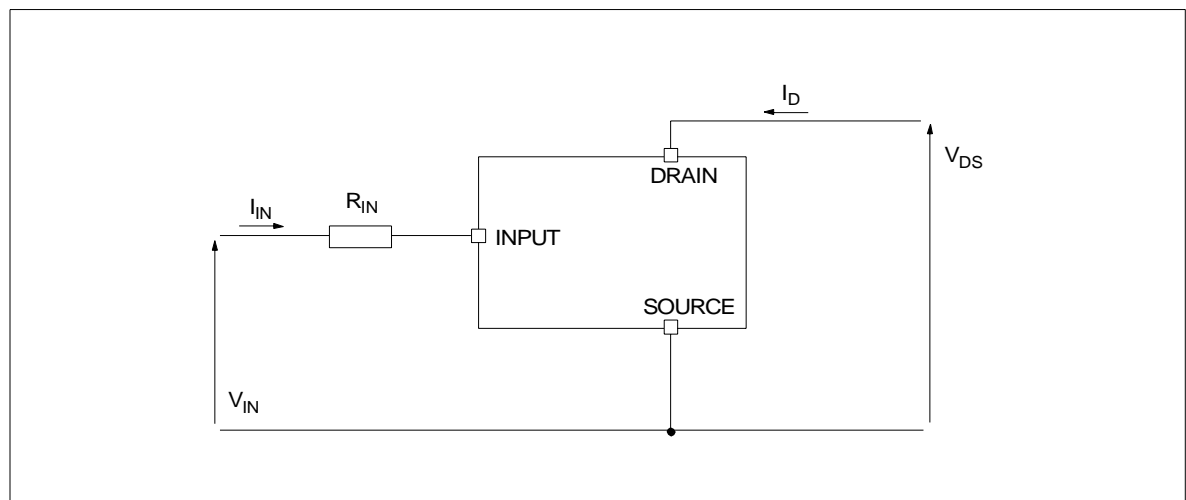 I_D
DRAIN
V_DS
I_IN
R_IN
INPUT
SOURCE
V_IN